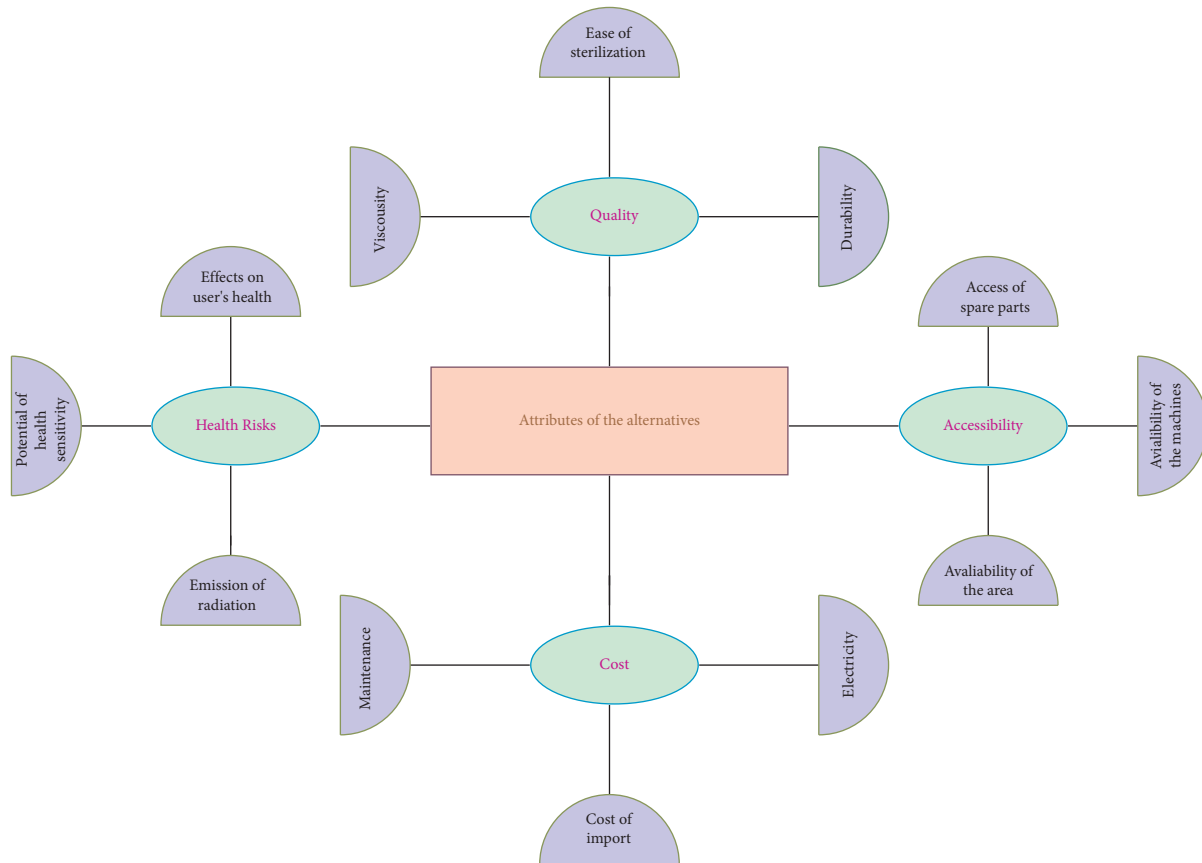 Ease of
sterilization
Viscousity
Quality
Durability
Effects on
user's health
Access of
spare parts
Potential of
health
sensitivity
Health Risks
Attributes of the alternatives
Accessibility
Avialibility of
the machines
Emission of
radiation
Avaliability of
the area
Maintenance
Cost
Electricity
Cost of
import